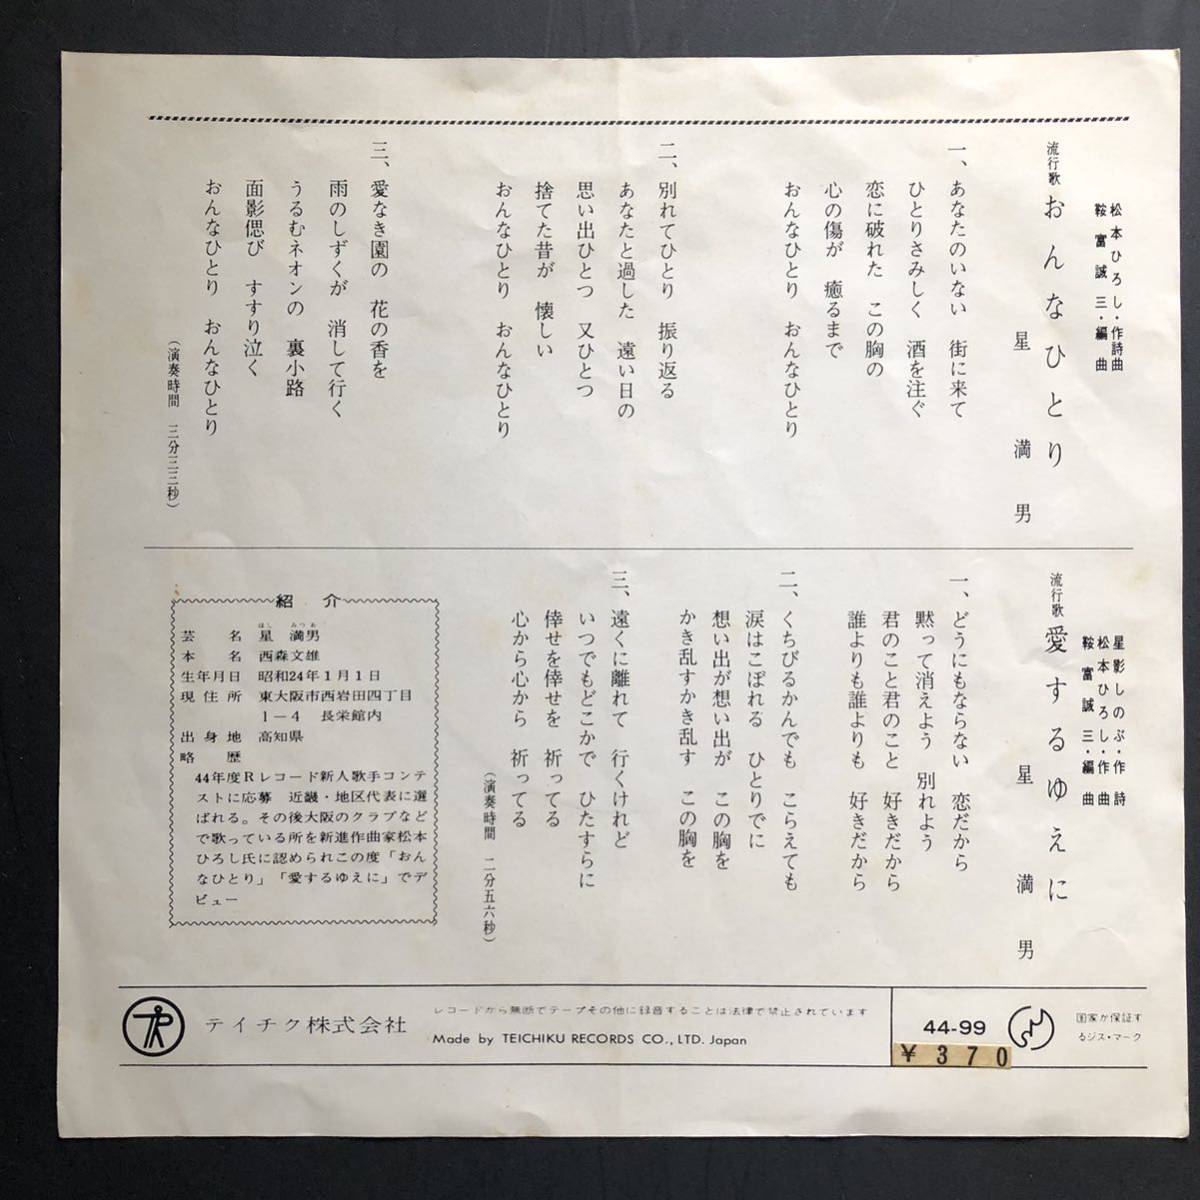 松本ひろし・作詩曲
鞍富誠三・編曲
流行歌 おんなひとり
星満男
一、あなたのいない 街に来て
ひとりさみしく 酒を注ぐ
恋に破れた この胸の
心の傷が 癒るまで
おんなひとり おんなひとり
二、別れてひとり 振り返る
あなたと過した 遠い日の
思い出ひとつ 又ひとつ
捨てた昔が 懐しい
おんなひとり おんなひとり
三、愛なき園の 花の香を
雨のしずくが 消して行く
うるむネオンの 裏小路
面影偲び すすり泣く
おんなひとり おんなひとり
(演奏時間 三分三三秒)
星影しのぶ・作詩
松本ひろし・作曲
鞍富誠三・編曲
流行歌 愛するゆえに
星満男
一、どうにもならない 恋だから
黙って消えよう 別れよう
君のこと君のこと 好きだから
誰よりも誰よりも 好きだから
二、くちびるかんでも こらえても
涙はこぼれる ひとりでに
想い出が想い出が この胸を
かき乱すかき乱す この胸を
三、遠くに離れて 行くけれど
いつでもどこかで ひたすらに
倖せを倖せを 祈ってる
心から心から 祈ってる
(演奏時間 二分五六秒)
紹介
ほし みつお
芸名 星 満男
本名 西森文雄
生年月日 昭和24年1月1日
現住所 東大阪市西岩田四丁目
1-4 長栄館内
出身地 高知県
略歴
44年度Rレコード新人歌手コンテ
ストに応募 近畿・地区代表に選
ばれる。その後大阪のクラブなど
で歌っている所を新進作曲家松本
ひろし氏に認められこの度「おん
なひとり」「愛するゆえに」でデ
ビュー
テイチク株式会社
レコードから無断でテープその他に録音することは法律で禁止されています
Made by TEICHIKU RECORDS CO., LTD. Japan
44-99
¥370
国家が保証す
るジス・マーク